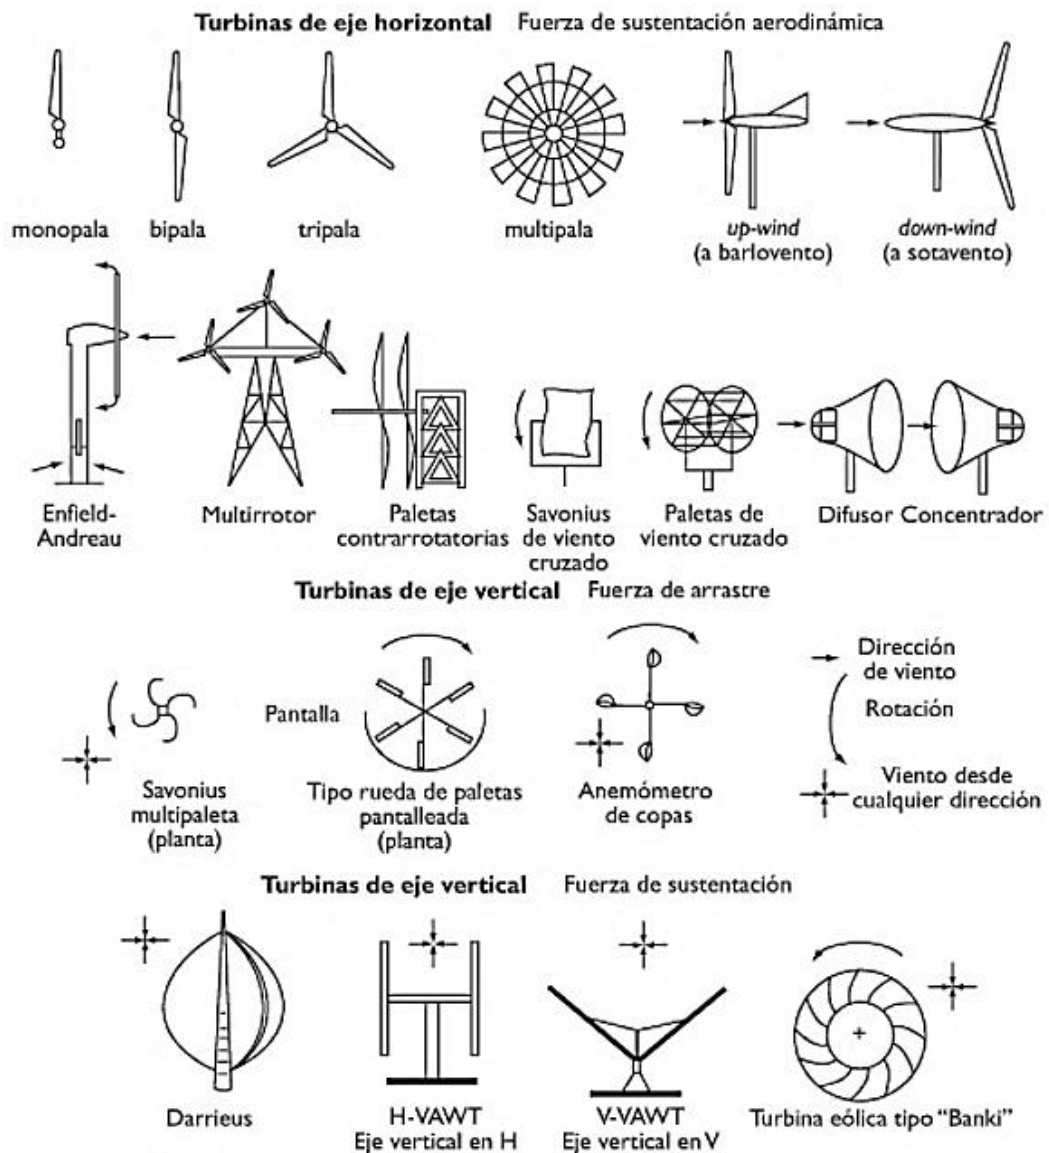 Turbinas de eje horizontal Fuerza de sustentación aerodinámica
monopala
bipala
tripala
multipala
up-wind
(a barlovento)
down-wind
(a sotavento)
Enfield-
Andreau
Multirrotor
Paletas
contrarrotatorias
Savonius
de viento
cruzado
Paletas de
viento cruzado
Difusor
Concentrador
Turbinas de eje vertical Fuerza de arrastre
Savonius
multipaleta
(planta)
Pantalla
Tipo rueda de paletas
pantalleada
(planta)
Anemómetro
de copas
Dirección
de viento
Rotación
Viento desde
cualquier dirección
Turbinas de eje vertical Fuerza de sustentación
Darrieus
H-VAWT
Eje vertical en H
V-VAWT
Eje vertical en V
Turbina eólica tipo “Banki”